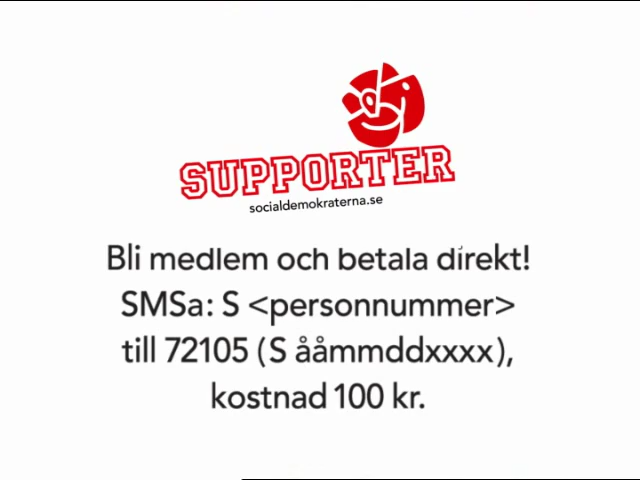 SUPPORTER
socialdemokraterna.se
Bli medlem och betala direkt!
SMSa: S <personnummer>
till 72105 (S ååmmddxxxx),
kostnad 100 kr.